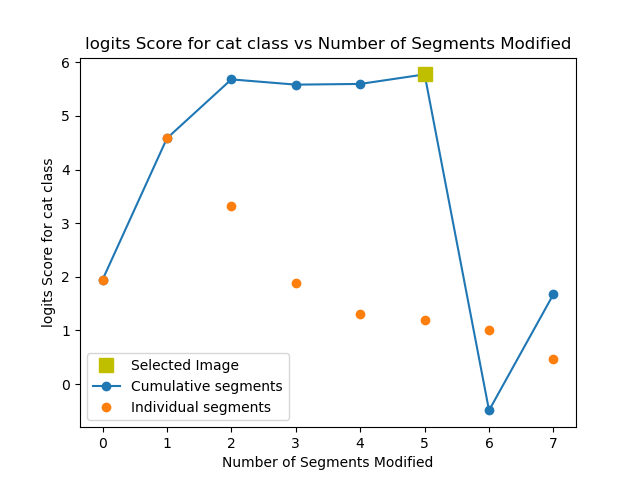 logits Score for cat class vs Number of Segments Modified
logits Score for cat class
6
5
4
3
2
1
0
Selected Image
Cumulative segments
Individual segments
0 1 2 3 4 5 6 7
Number of Segments Modified